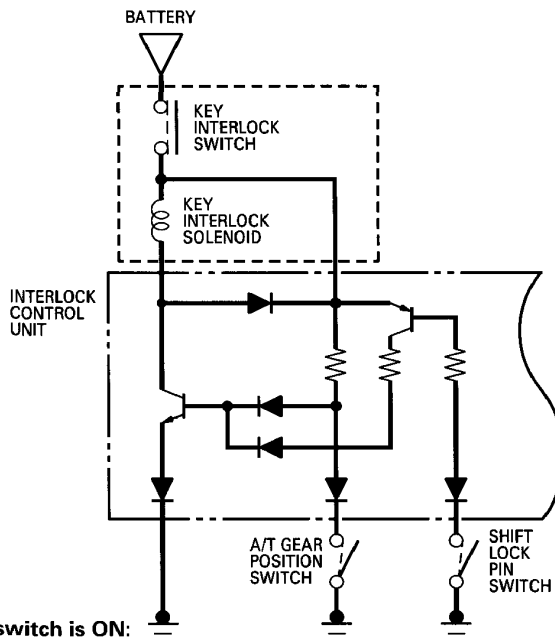 BATTERY
KEY
INTERLOCK
SWITCH
KEY
INTERLOCK
SOLENOID
INTERLOCK
CONTROL
UNIT
A/T GEAR
POSITION
SWITCH
SHIFT
LOCK
PIN
SWITCH
switch is ON: